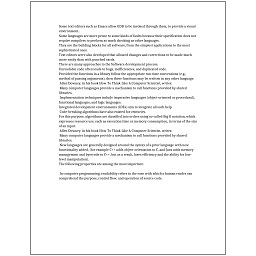 Some text editors such as Emacs allow GDB to be invoked through them, to provide a visual
environment.
Some languages are more prone to some kinds of faults because their specification does not
require compilers to perform as much checking as other languages.
They are the building blocks for all software, from the simplest applications to the most
sophisticated ones.
Text editors were also developed that allowed changes and corrections to be made much
more easily than with punched cards.
There are many approaches to the Software development process.
Formulaic code often leads to bugs, inefficiencies, and duplicated code.
Provided the functions in a library follow the appropriate run-time conventions (e.g.,
method of passing arguments), then these functions may be written in any other language.
Allen Downey, in his book How To Think Like A Computer Scientist, writes:
Many computer languages provide a mechanism to call functions provided by shared
libraries.
Implementation techniques include imperative languages (object-oriented or procedural),
functional languages, and logic languages.
Integrated development environments (IDEs) aim to integrate all such help.
Code-breaking algorithms have also existed for centuries.
For this purpose, algorithms are classified into orders using so-called Big O notation, which
expresses resource use, such as execution time or memory consumption, in terms of the size
of an input.
Allen Downey, in his book How To Think Like A Computer Scientist, writes:
Many computer languages provide a mechanism to call functions provided by shared
libraries.
New languages are generally designed around the syntax of a prior language with new
functionality added, (for example C++ adds object-orientation to C, and Java adds memory
management and bytecode to C++, but as a result, loses efficiency and the ability for low-
level manipulation).
The following properties are among the most important:

In computer programming, readability refers to the ease with which a human reader can
comprehend the purpose, control flow, and operation of source code.